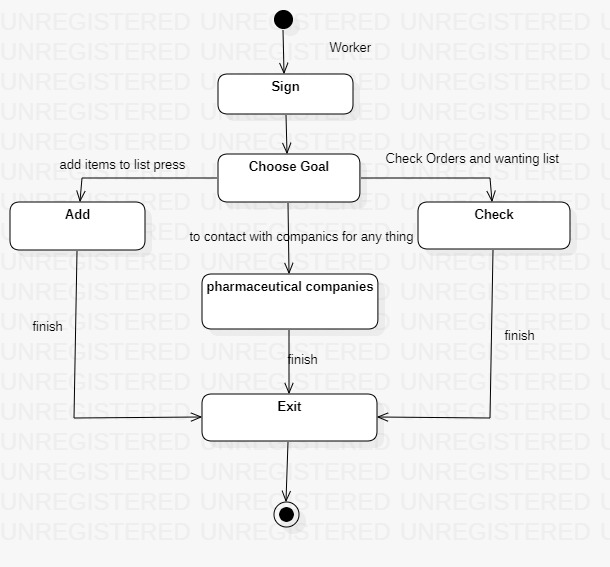 Worker
Sign
Choose Goal
add items to list press
Check Orders and wanting list
Add
Check
to contact with companics for any thing
pharmaceutical companies
finish
finish
finish
Exit
UNREGISTERED